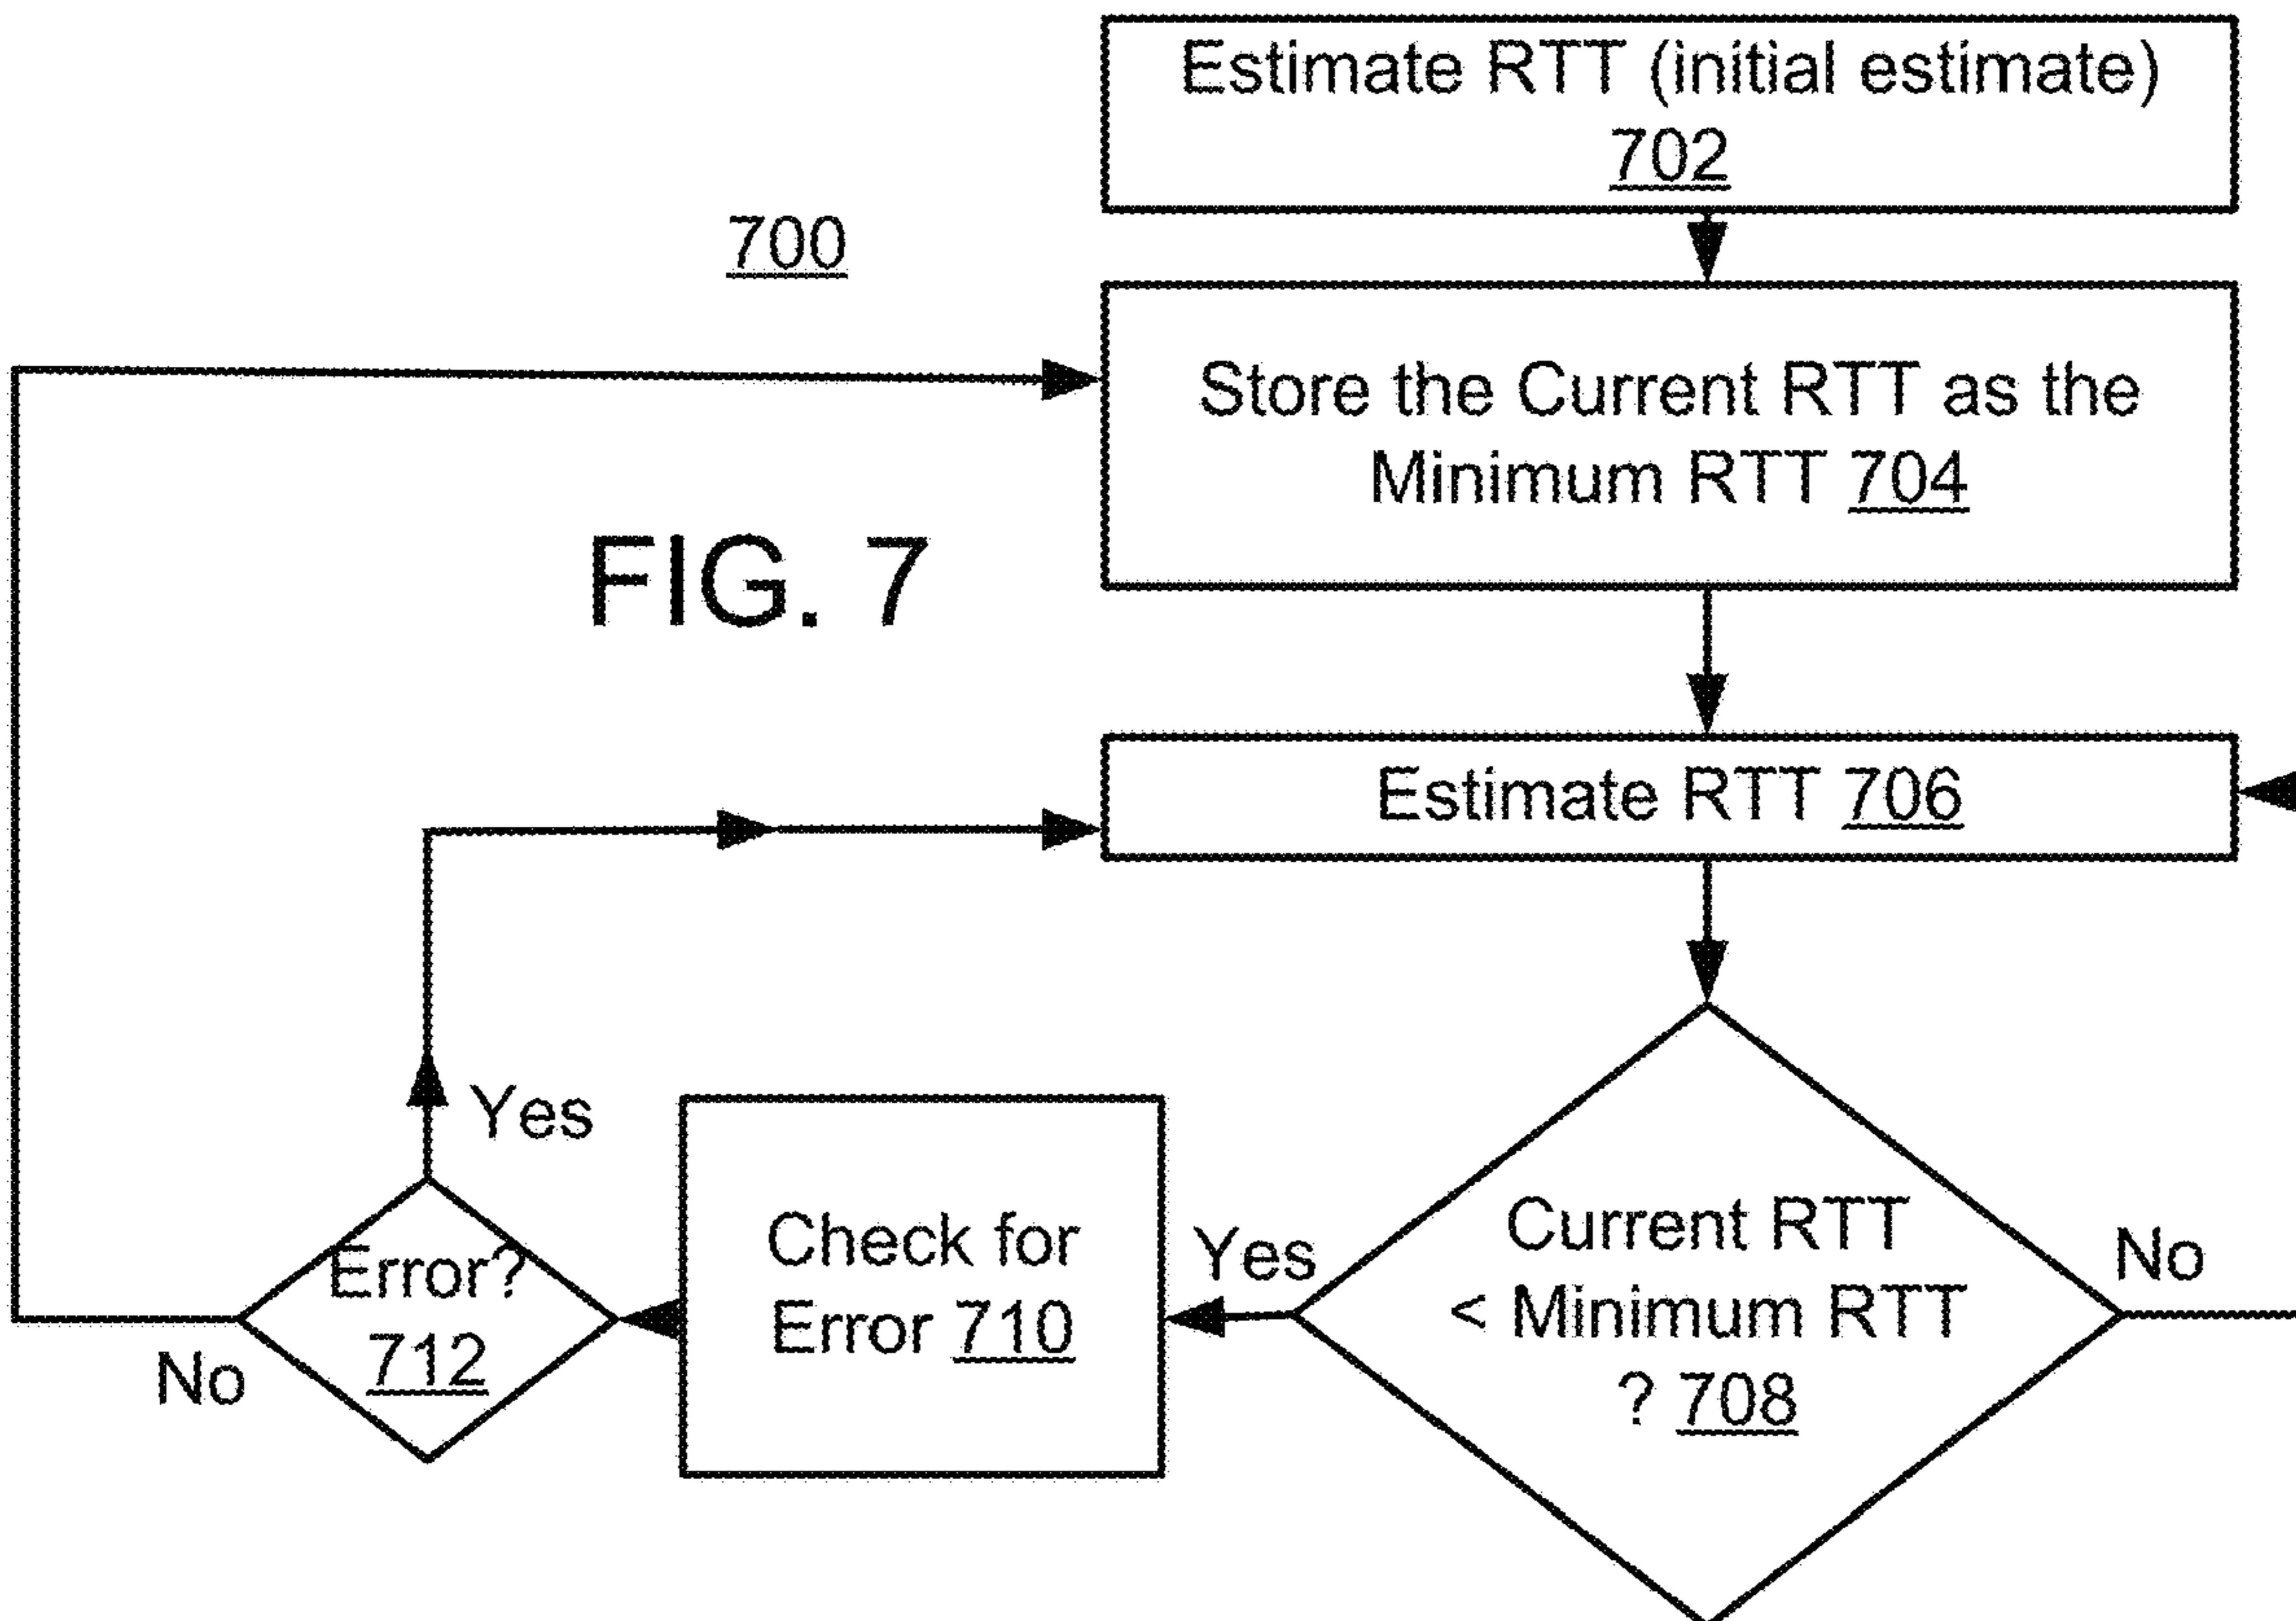 Estimate RTT (initial estimate)
702
700
Store the Current RTT as the
Minimum RTT 704
FIG. 7
Estimate RTT 706
Yes
Check for
Error 710
Yes
Current RTT
< Minimum RTT
? 708
No
Error?
712
No